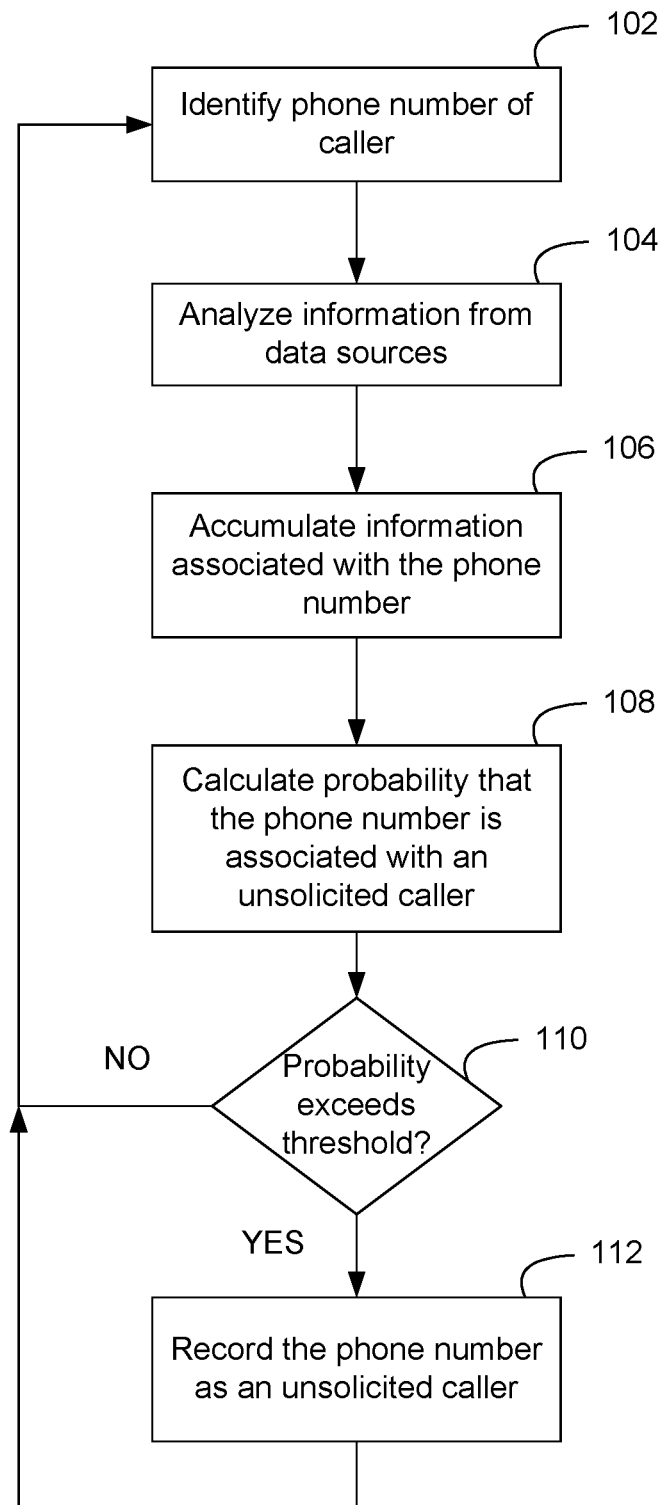 102
Identify phone number of
caller
104
Analyze information from
data sources
106
Accumulate information
associated with the phone
number
108
Calculate probability that
the phone number is
associated with an
unsolicited caller
110
NO
Probability
exceeds
threshold?
YES
112
Record the phone number
as an unsolicited caller